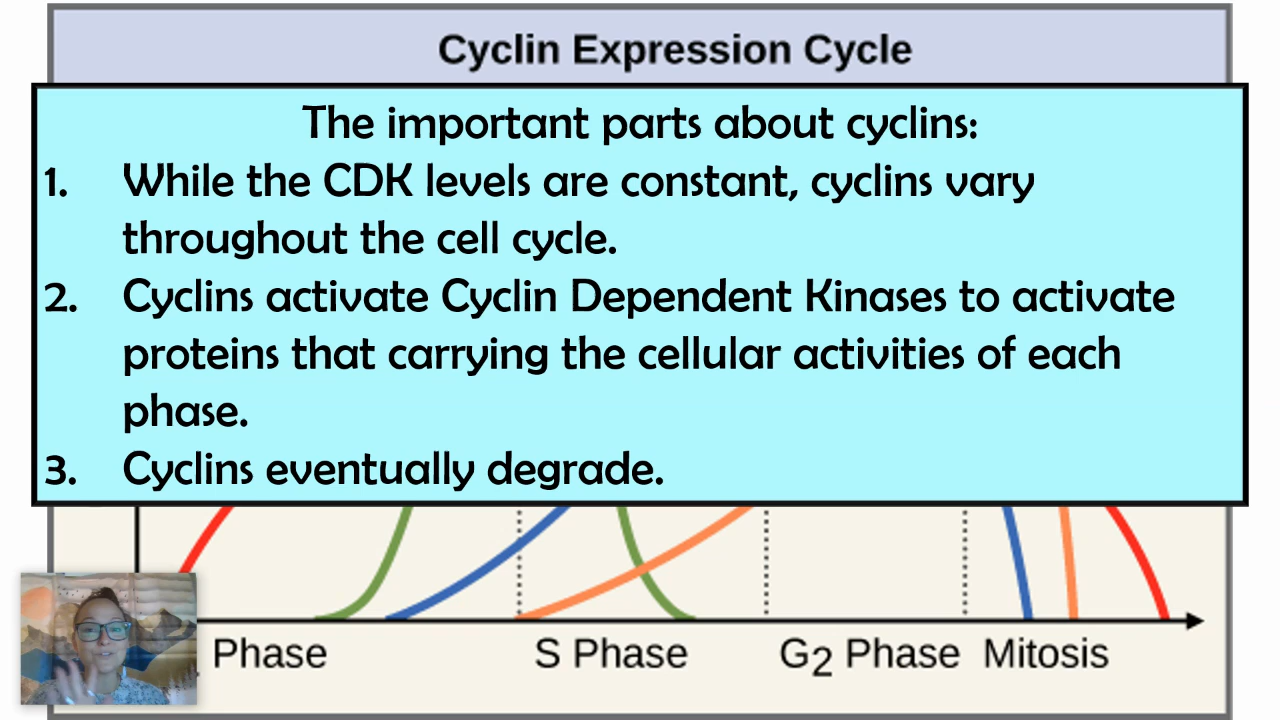 Cyclin Expression Cycle
The important parts about cyclins:
1. While the CDK levels are constant, cyclins vary
throughout the cell cycle.
2. Cyclins activate Cyclin Dependent Kinases to activate
proteins that carrying the cellular activities of each
phase.
3. Cyclins eventually degrade.
Phase S Phase G2 Phase Mitosis